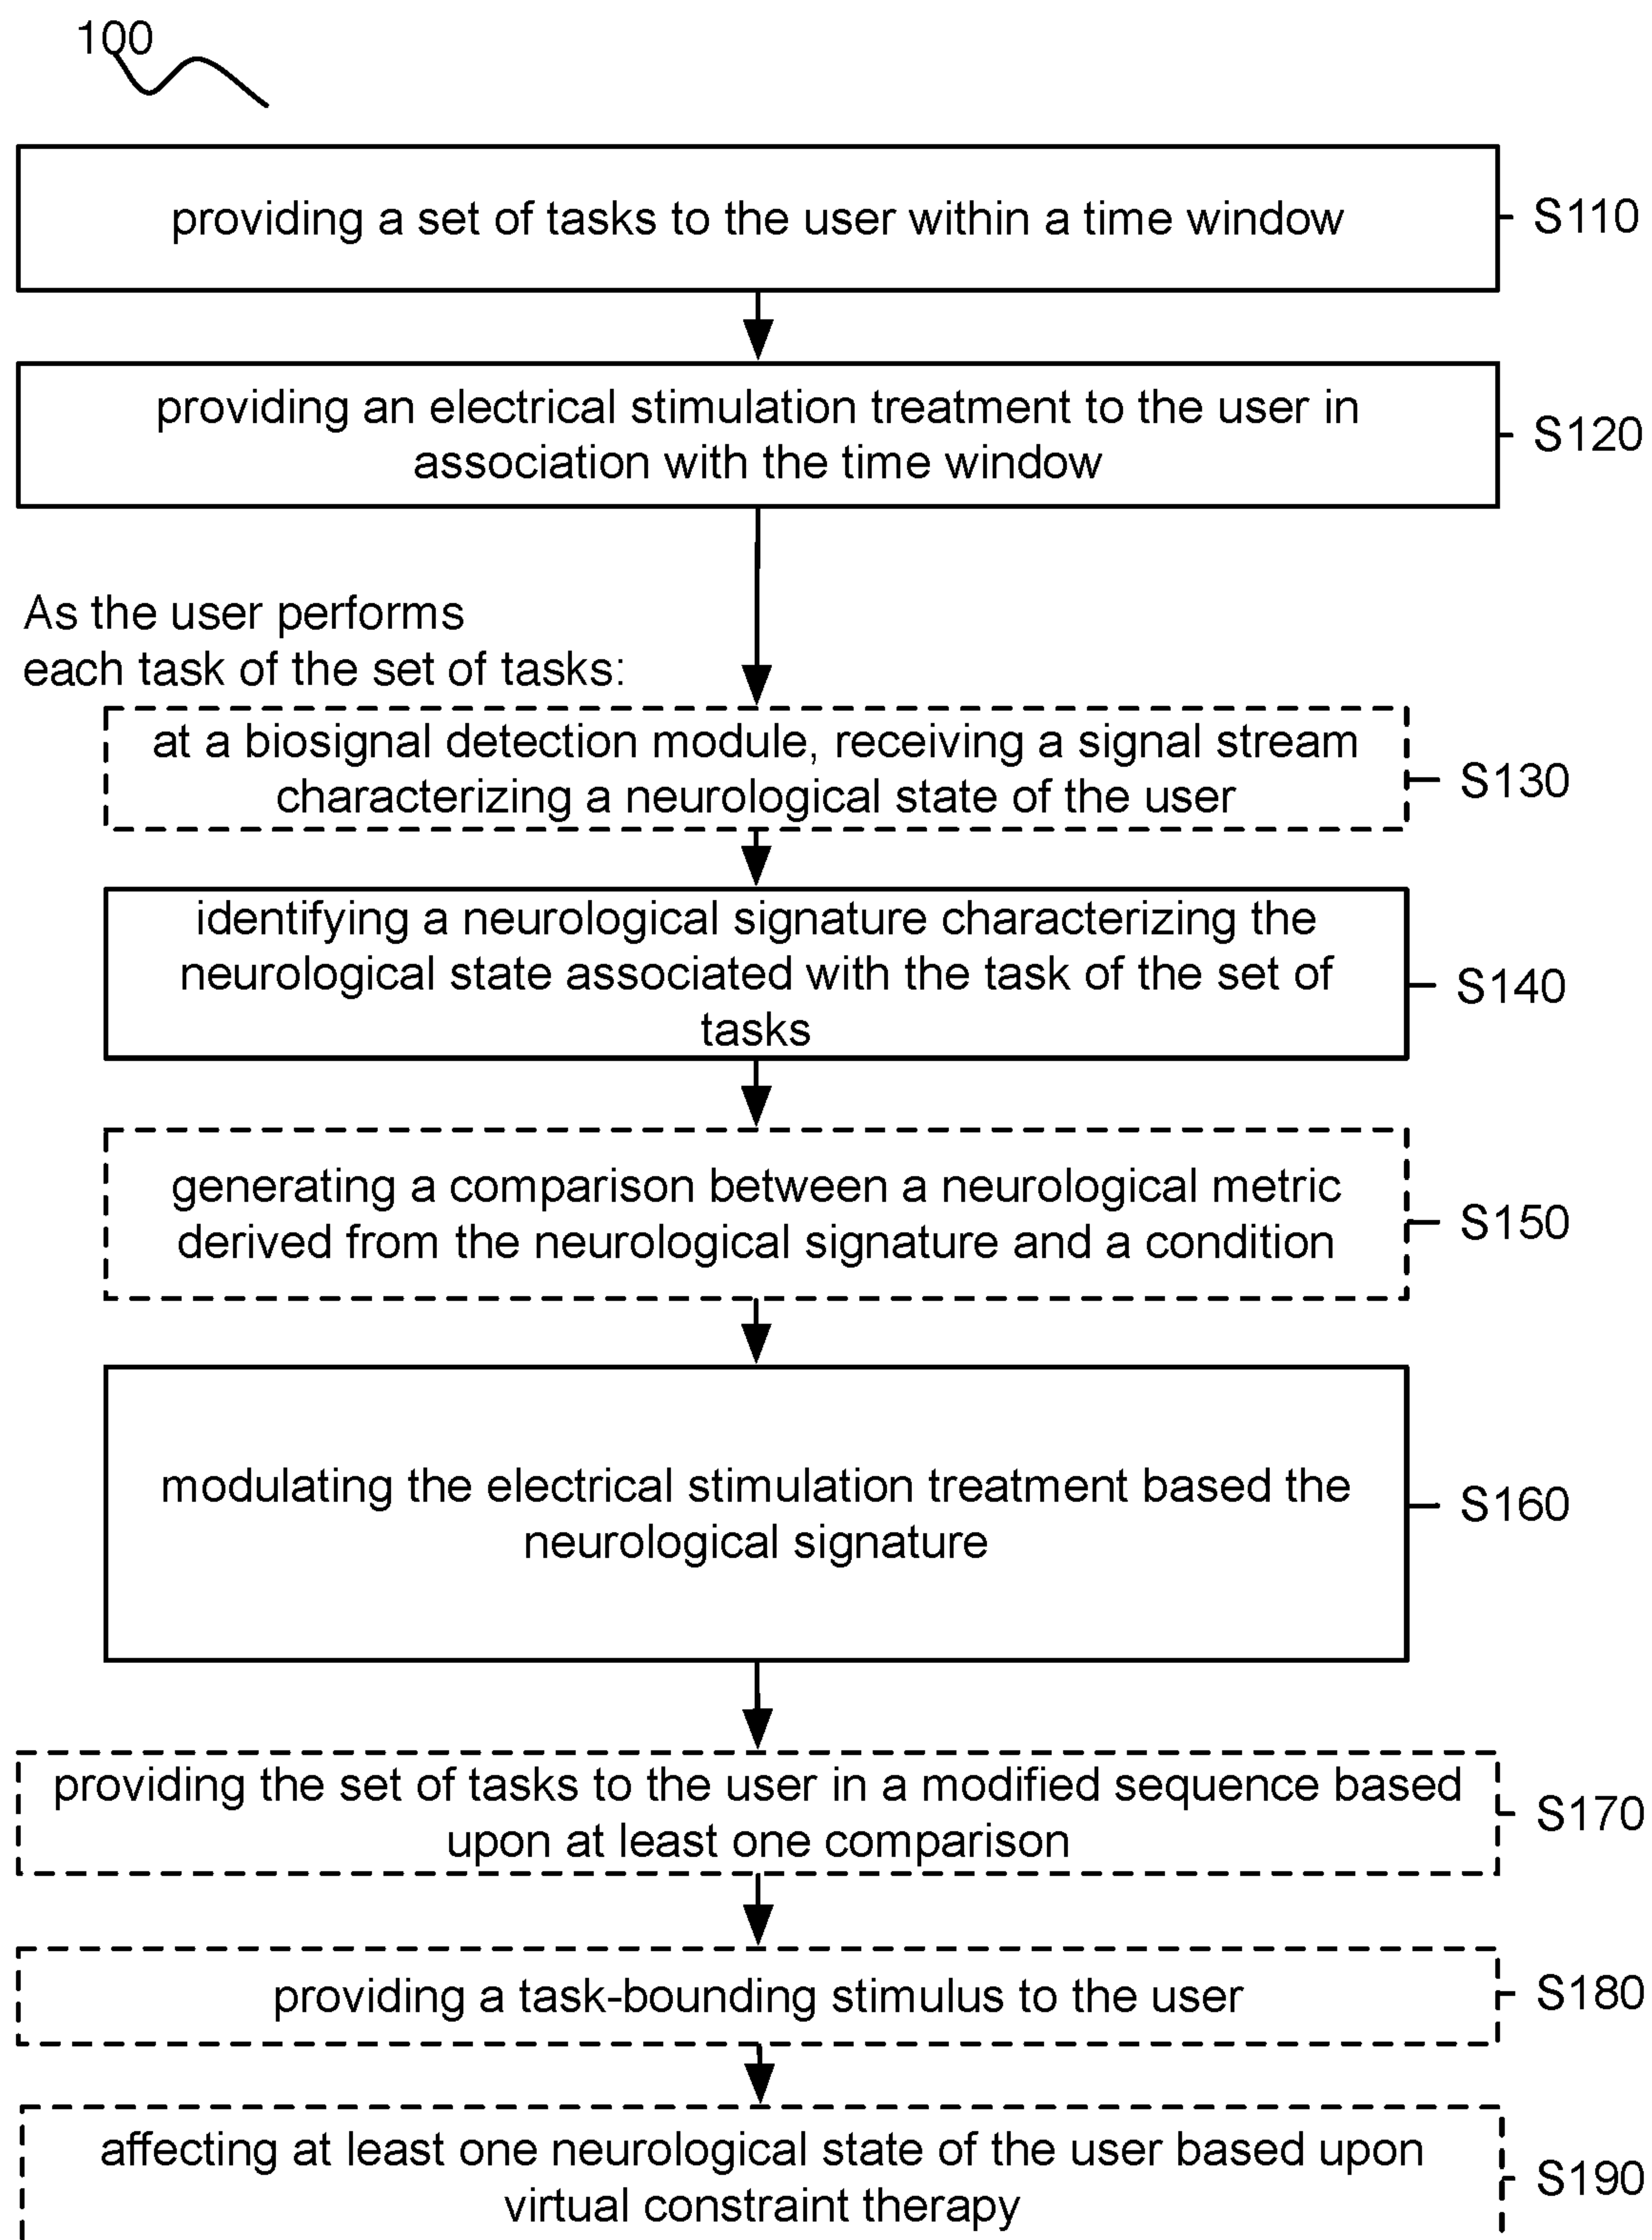 100
providing a set of tasks to the user within a time window
S110
providing an electrical stimulation treatment to the user in
association with the time window
S120
As the user performs
each task of the set of tasks:
at a biosignal detection module, receiving a signal stream
characterizing a neurological state of the user
S130
identifying a neurological signature characterizing the
neurological state associated with the task of the set of
tasks
S140
generating a comparison between a neurological metric
derived from the neurological signature and a condition
S150
modulating the electrical stimulation treatment based the
neurological signature
S160
providing the set of tasks to the user in a modified sequence based
upon at least one comparison
S170
providing a task-bounding stimulus to the user
S180
affecting at least one neurological state of the user based upon
virtual constraint therapy
S190